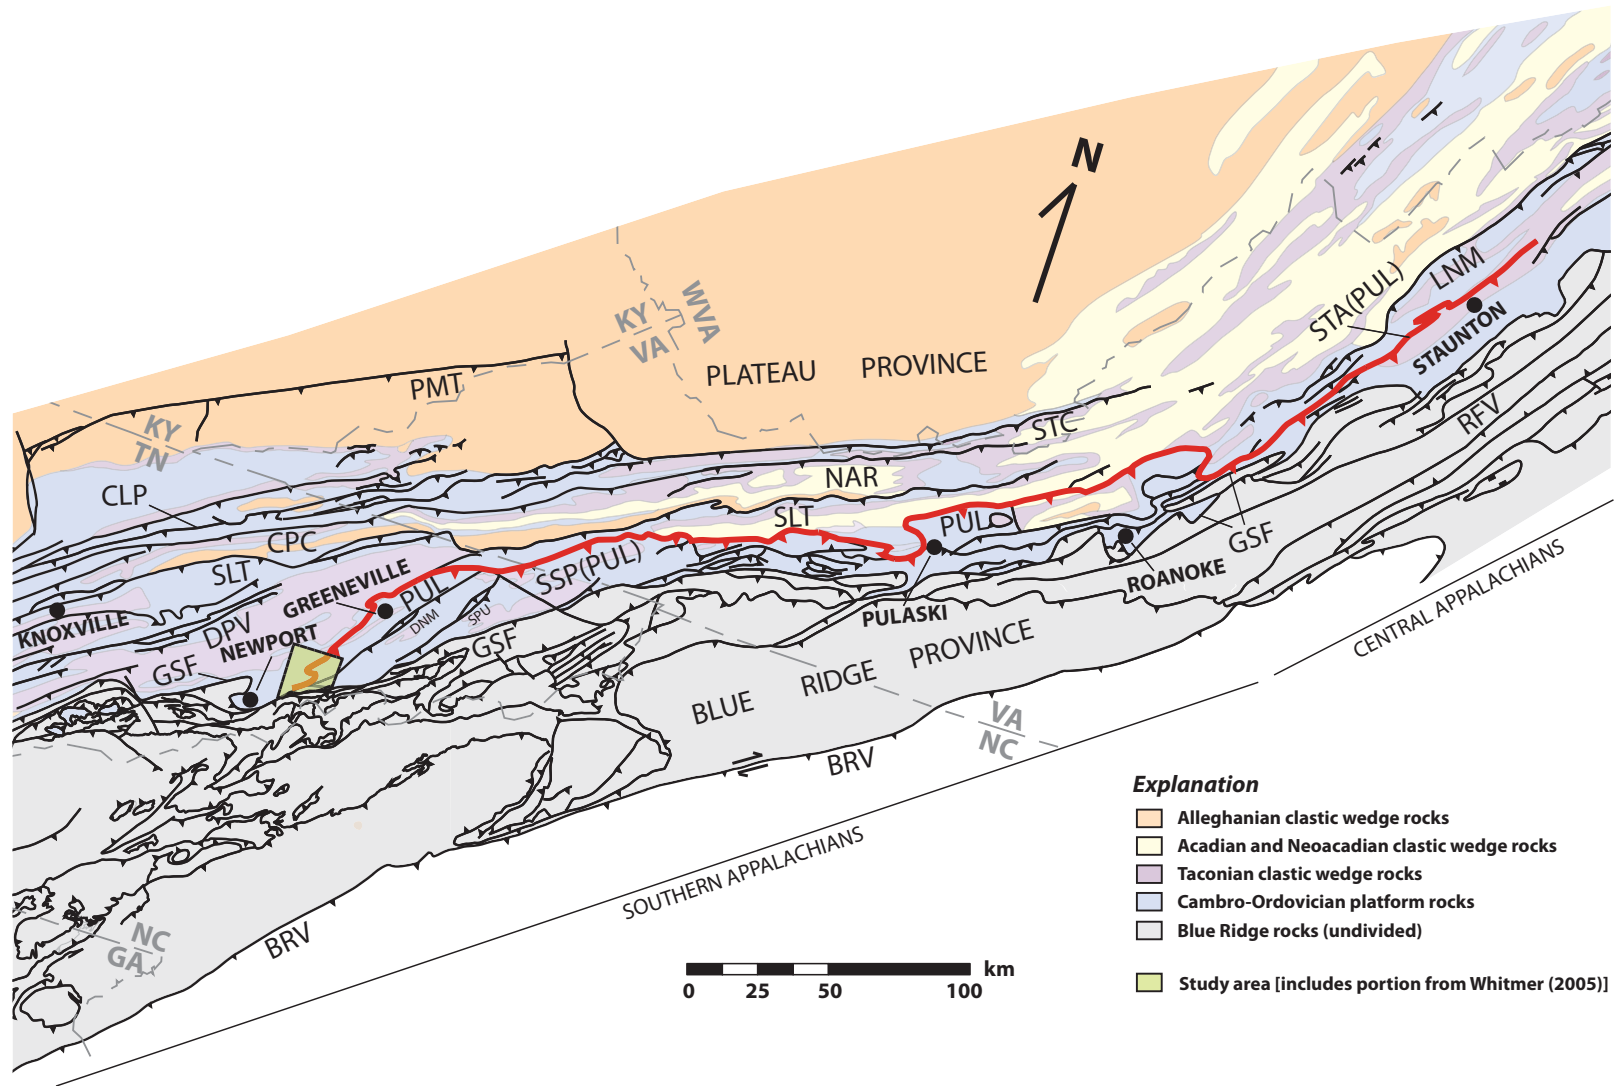 N
KY
WVA
VA
PLATEAU PROVINCE
PMT
STA(PUL)
LNM
STAUNTON
KY
TN
STC
RFV
CLP
NAR
SLT
PUL
CPC
GSF
SLT
GREENEVILLE
PUL
SSP(PUL)
ROANOKE
KNOXVILLE
DPV
DNM
SPU
PULASKI
NEWPORT
GSF
GSF
BLUE RIDGE PROVINCE
CENTRAL APPALACHIANS
VA
NC
BRV
SOUTHERN APPALACHIANS
NC
GA
BRV
Explanation
Alleghanian clastic wedge rocks
Acadian and Neoacadian clastic wedge rocks
Taconian clastic wedge rocks
Cambro-Ordovician platform rocks
Blue Ridge rocks (undivided)
Study area [includes portion from Whitmer (2005)]
km
0 25 50 100